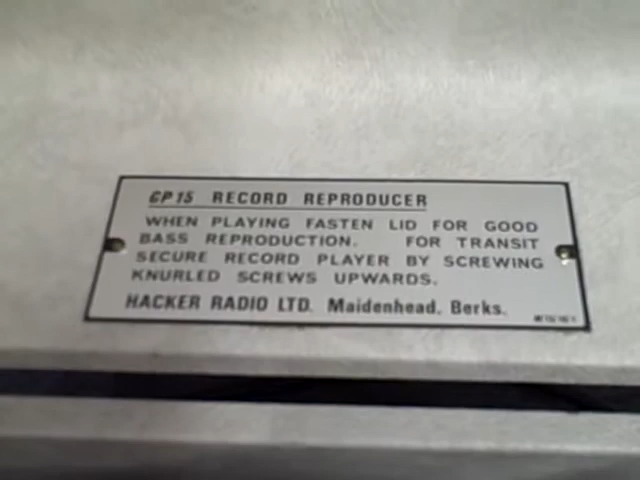 GP15 RECORD REPRODUCER
WHEN PLAYING FASTEN LID FOR GOOD
BASS REPRODUCTION. FOR TRANSIT
SECURE RECORD PLAYER BY SCREWING
KNURLED SCREWS UPWARDS.
HACKER RADIO LTD. Maidenhead. Berks.